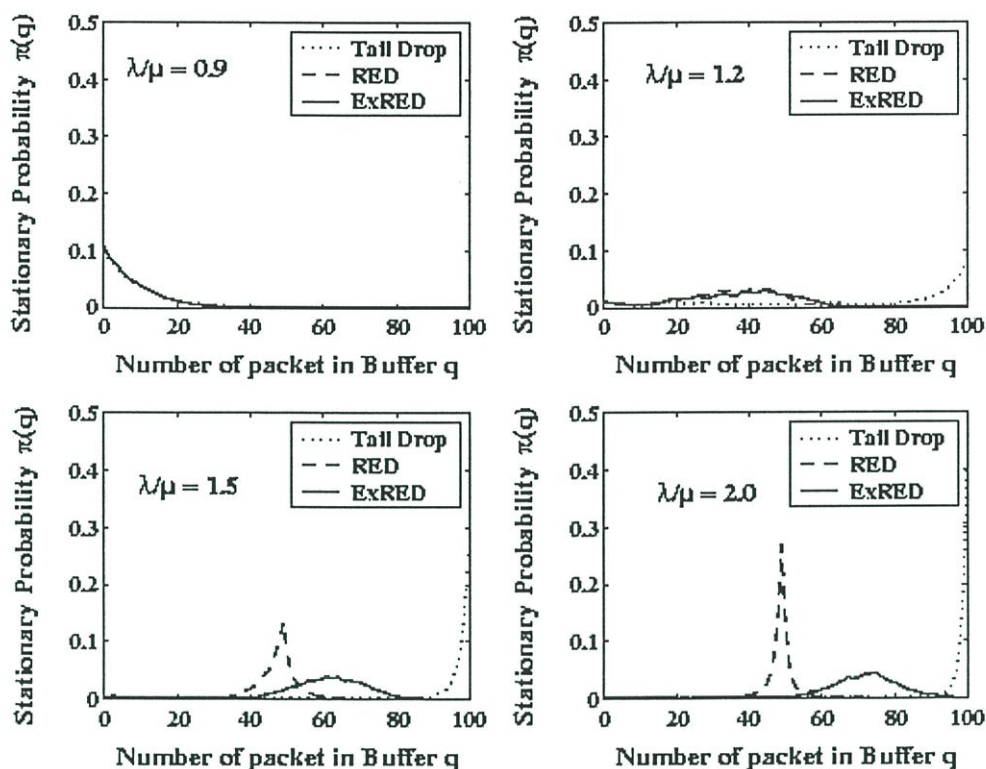 Stationary Probability π(q)
0.5
0.4
0.3
0.2
0.1
0
λ/μ = 0.9
Tail Drop
RED
ExRED
0 20 40 60 80 100
Number of packet in Buffer q
Stationary Probability π(q)
0.5
0.4
0.3
0.2
0.1
0
λ/μ = 1.2
Tail Drop
RED
ExRED
0 20 40 60 80 100
Number of packet in Buffer q
Stationary Probability π(q)
0.5
0.4
0.3
0.2
0.1
0
λ/μ = 1.5
Tail Drop
RED
ExRED
0 20 40 60 80 100
Number of packet in Buffer q
Stationary Probability π(q)
0.5
0.4
0.3
0.2
0.1
0
λ/μ = 2.0
Tail Drop
RED
ExRED
0 20 40 60 80 100
Number of packet in Buffer q